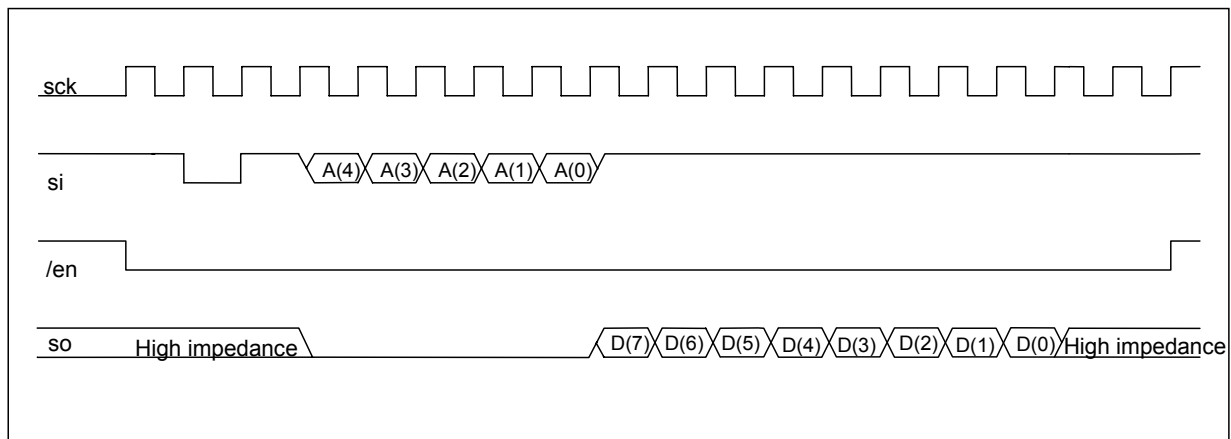 sck
si
A(4) A(3) A(2) A(1) A(0)
/en
so
High impedance
D(7) D(6) D(5) D(4) D(3) D(2) D(1) D(0)
High impedance